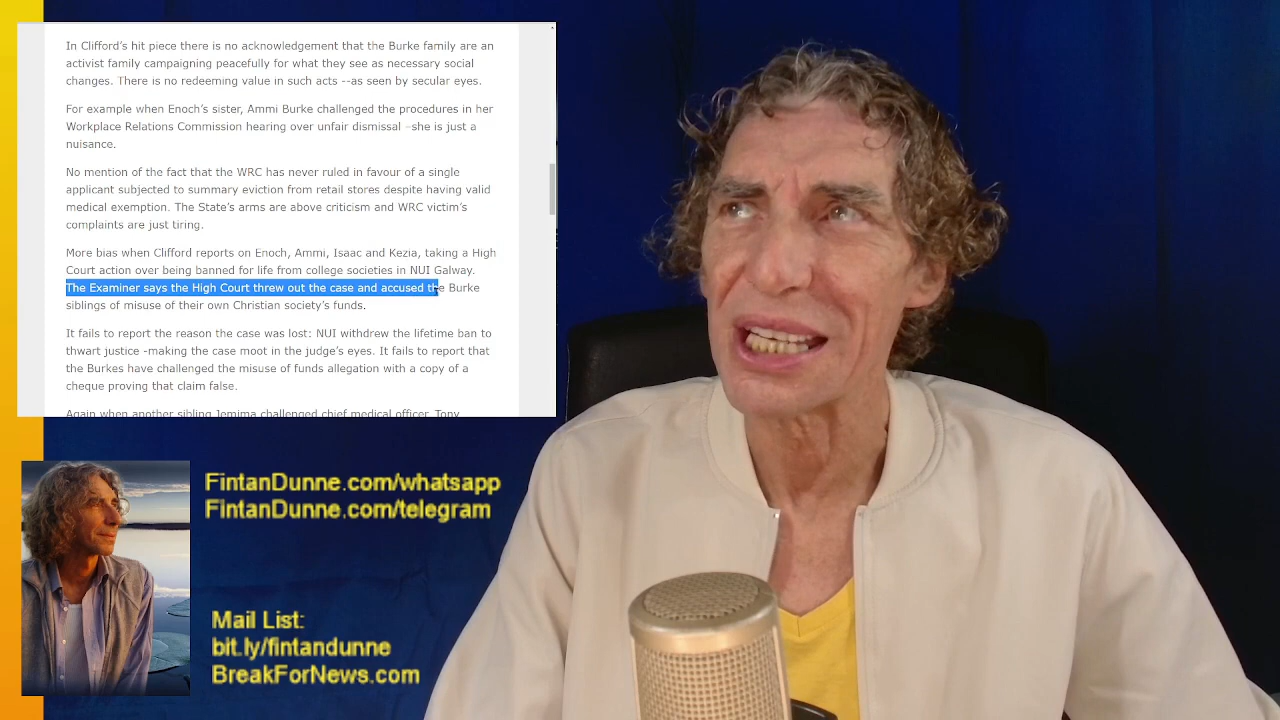 In Clifford’s hit piece there is no acknowledgement that the Burke family are an
activist family campaigning peacefully for what they see as necessary social
changes. There is no redeeming value in such acts --as seen by secular eyes.
For example when Enoch’s sister, Ammi Burke challenged the procedures in her
Workplace Relations Commission hearing over unfair dismissal –she is just a
nuisance.
No mention of the fact that the WRC has never ruled in favour of a single
applicant subjected to summary eviction from retail stores despite having valid
medical exemption. The State’s arms are above criticism and WRC victim’s
complaints are just tiring.
More bias when Clifford reports on Enoch, Ammi, Isaac and Kezia, taking a High
Court action over being banned for life from college societies in NUI Galway.
The Examiner says the High Court threw out the case and accused the Burke
siblings of misuse of their own Christian society’s funds.
It fails to report the reason the case was lost: NUI withdrew the lifetime ban to
thwart justice -making the case moot in the judge’s eyes. It fails to report that
the Burkes have challenged the misuse of funds allegation with a copy of a
cheque proving that claim false.
Again when another sibling Jemima challenged chief medical officer, Tony
FintanDunne.com/whatsapp
FintanDunne.com/telegram
Mail List:
bit.ly/fintandunne
BreakForNews.com